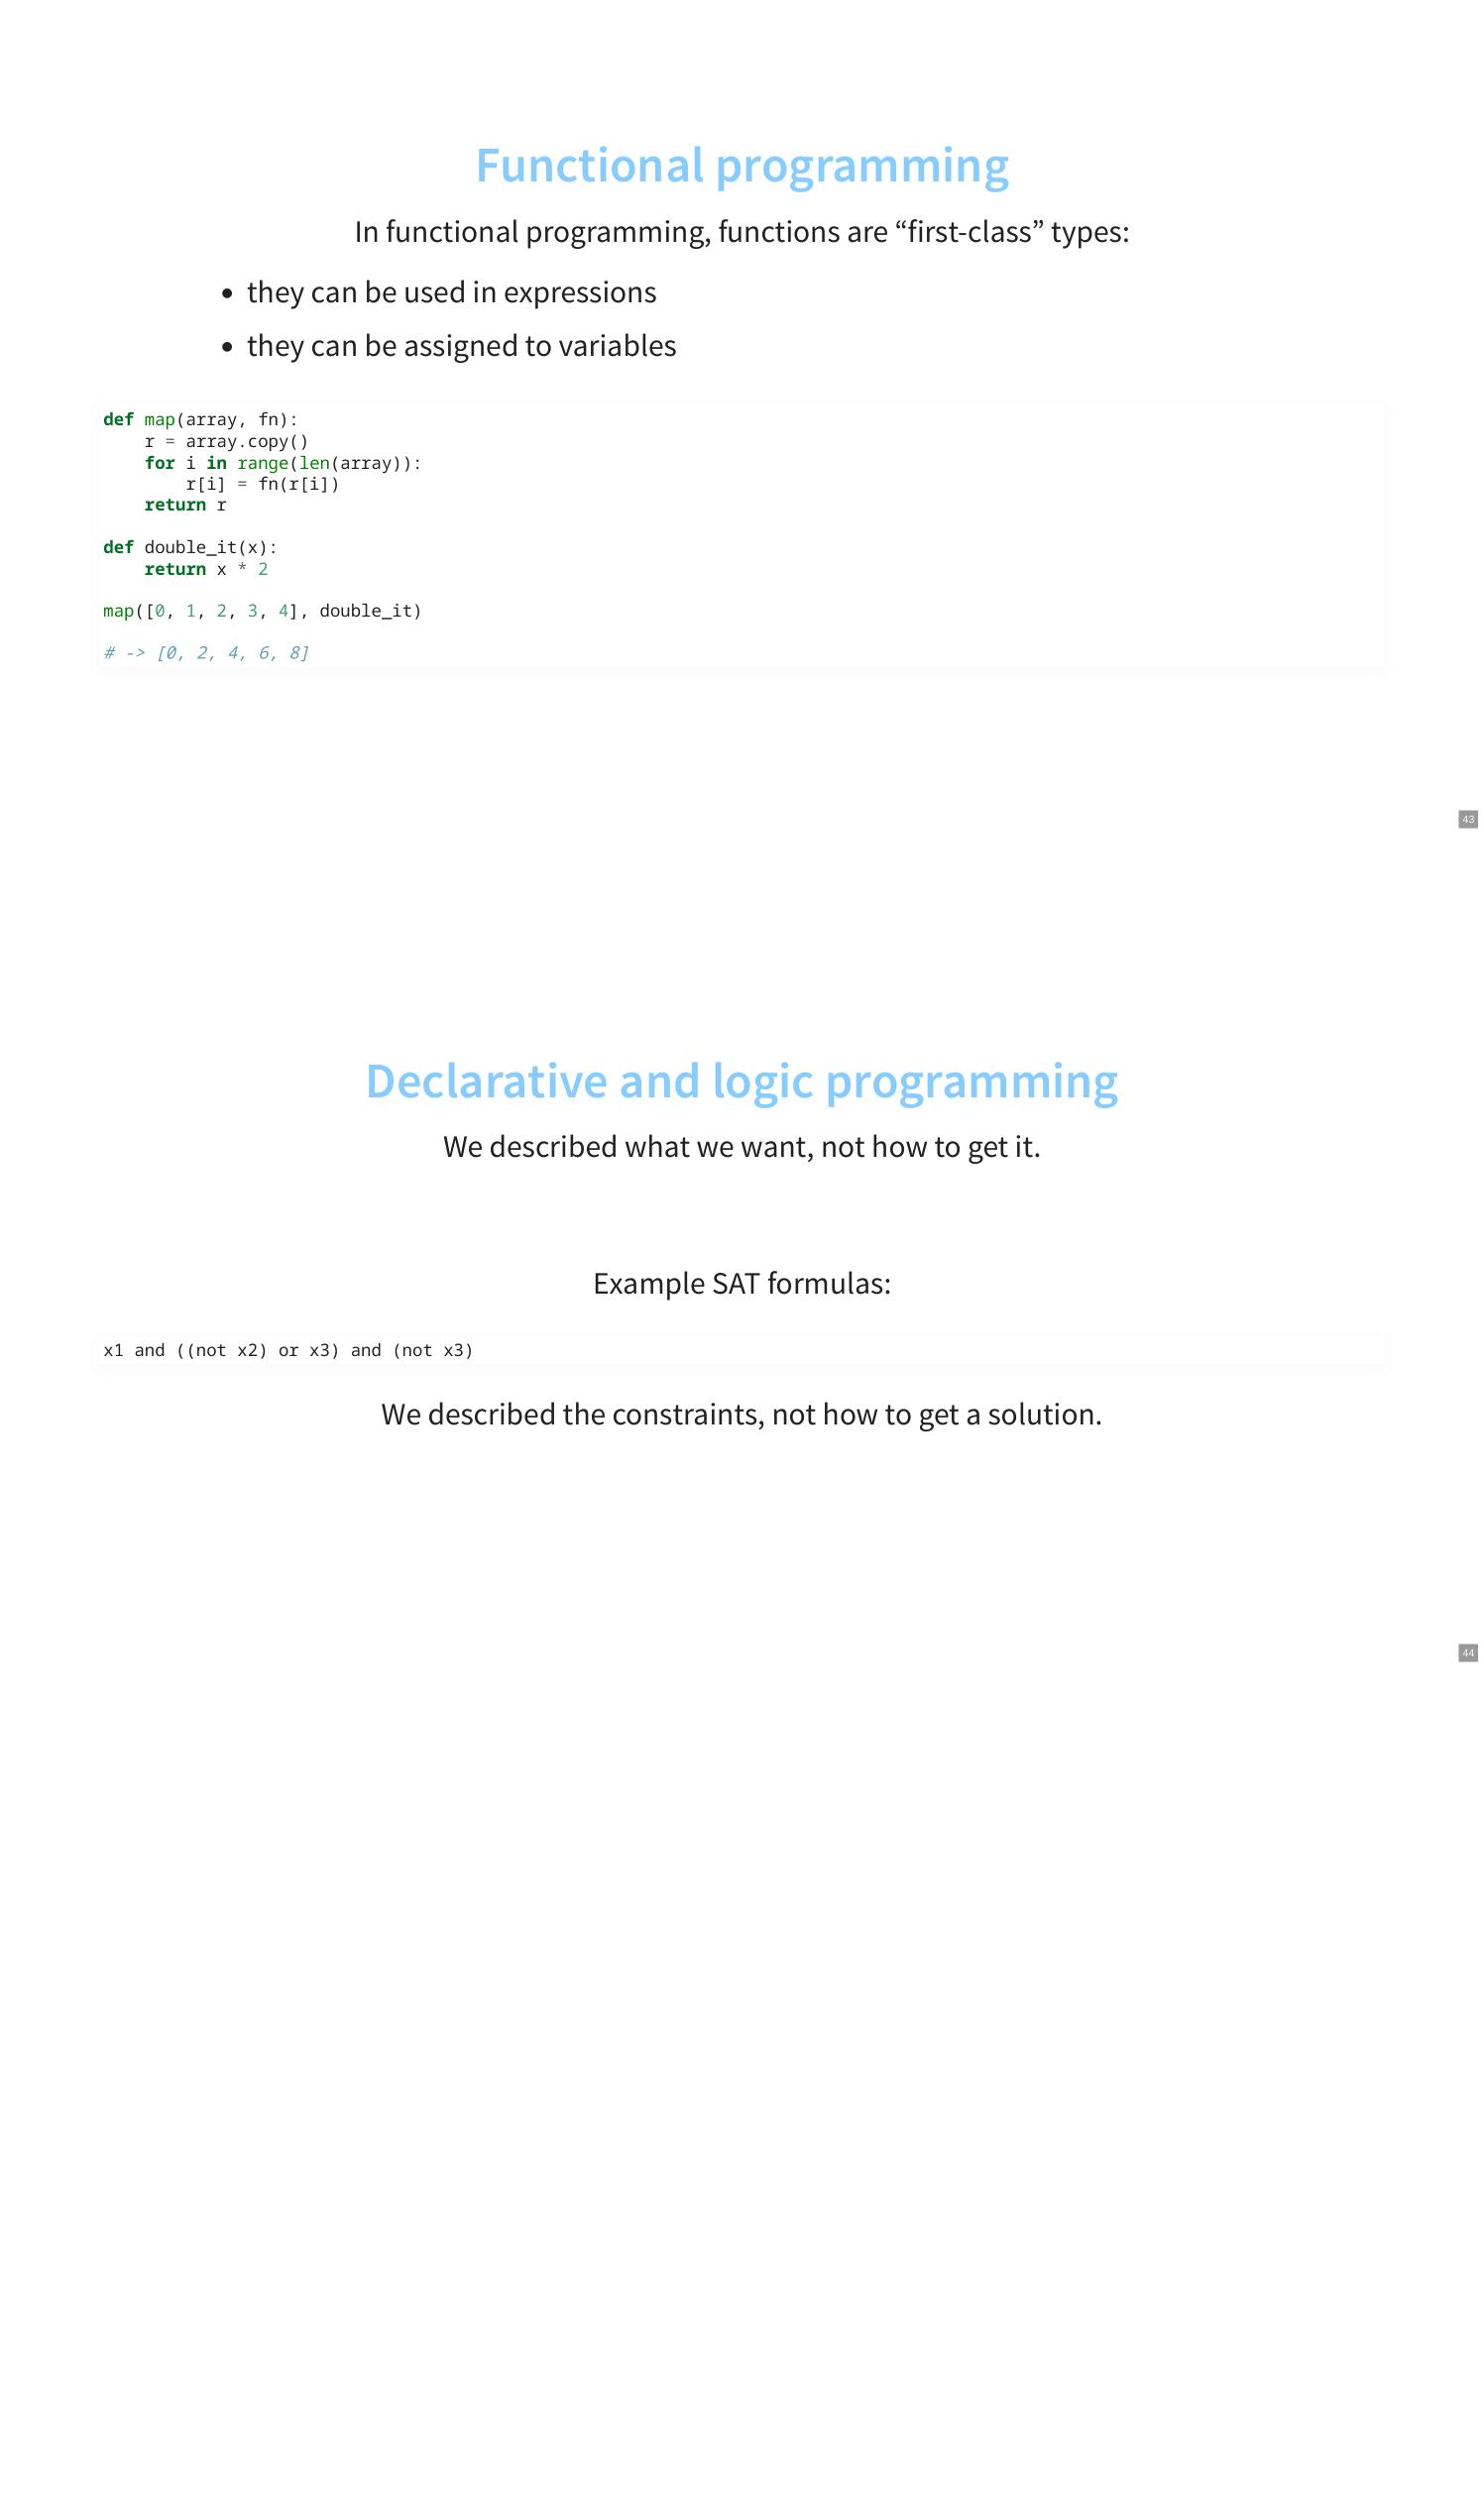 Functional programming
In functional programming, functions are “first-class” types:
• they can be used in expressions
• they can be assigned to variables
def map(array, fn):
    r = array.copy()
    for i in range(len(array)):
        r[i] = fn(r[i])
    return r
def double_it(x):
    return x * 2
map([0, 1, 2, 3, 4], double_it)
# -> [0, 2, 4, 6, 8]
43
Declarative and logic programming
We described what we want, not how to get it.
Example SAT formulas:
x1 and ((not x2) or x3) and (not x3)
We described the constraints, not how to get a solution.
44